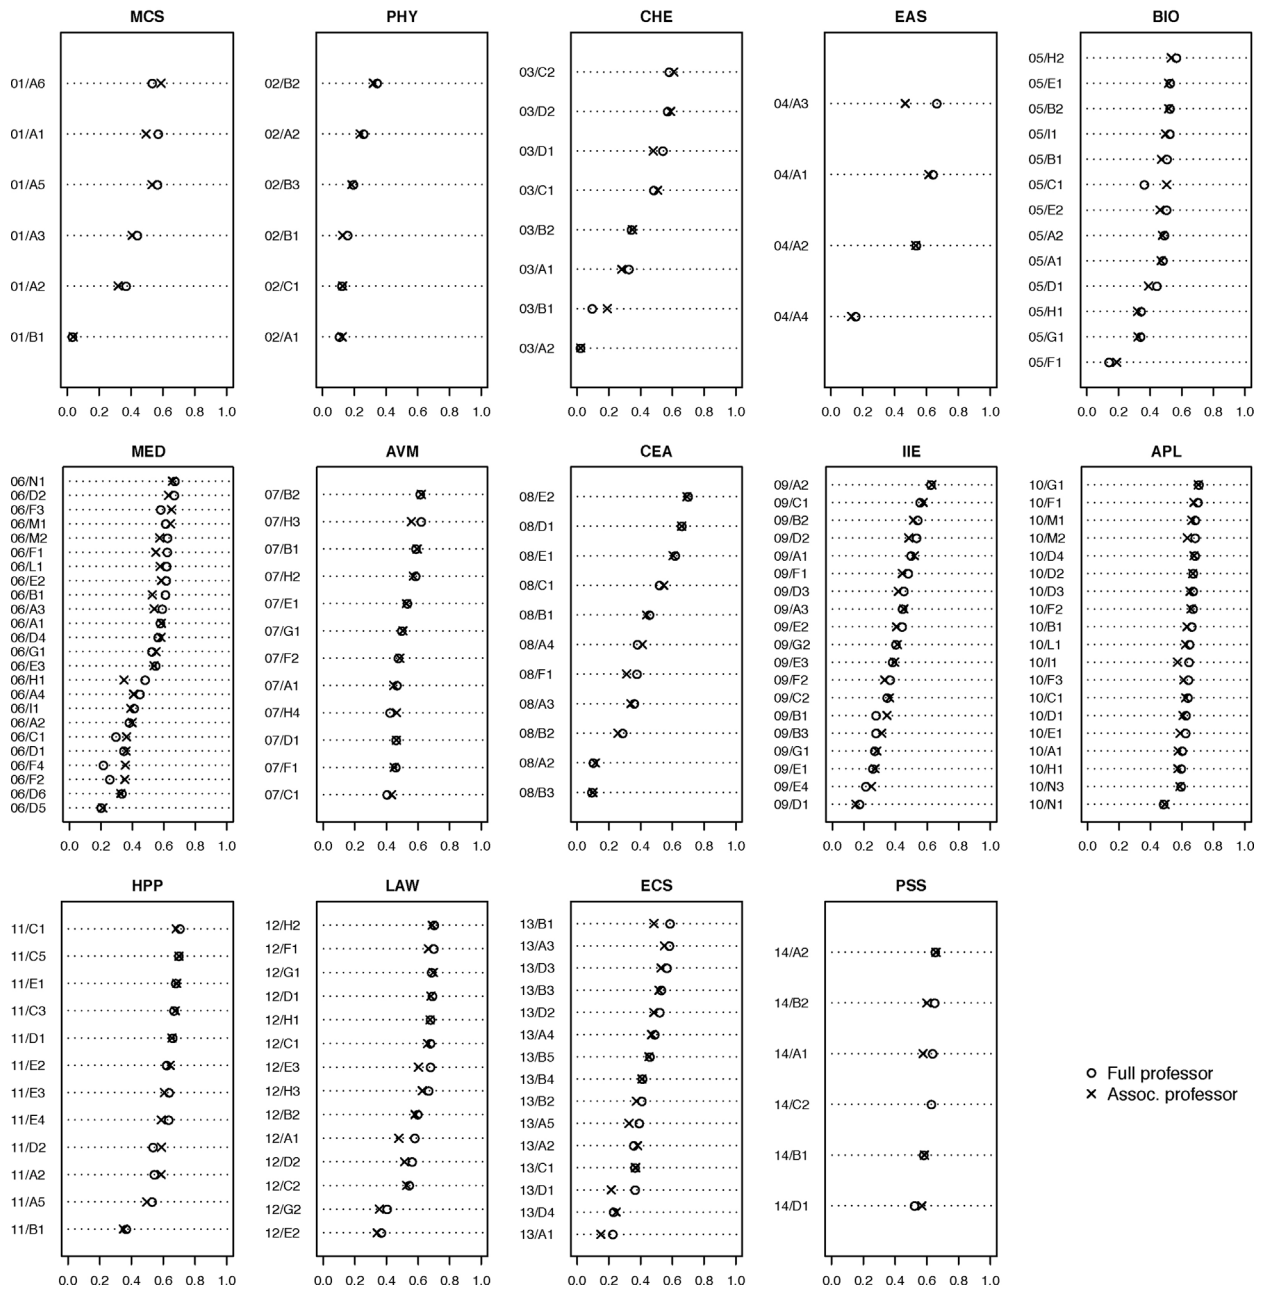 MCS
01/A6
01/A1
01/A5
01/A3
01/A2
01/B1
0.0 0.2 0.4 0.6 0.8 1.0
PHY
02/B2
02/A2
02/B3
02/B1
02/C1
02/A1
0.0 0.2 0.4 0.6 0.8 1.0
CHE
03/C2
03/D2
03/D1
03/C1
03/B2
03/A1
03/B1
03/A2
0.0 0.2 0.4 0.6 0.8 1.0
EAS
04/A3
04/A1
04/A2
04/A4
0.0 0.2 0.4 0.6 0.8 1.0
BIO
05/H2
05/E1
05/B2
05/I1
05/B1
05/C1
05/E2
05/A2
05/A1
05/D1
05/H1
05/G1
05/F1
0.0 0.2 0.4 0.6 0.8 1.0
MED
06/N1
06/D2
06/F3
06/M1
06/M2
06/F1
06/L1
06/E2
06/B1
06/A3
06/A1
06/D4
06/G1
06/E3
06/H1
06/A4
06/I1
06/A2
06/C1
06/D1
06/F4
06/F2
06/D6
06/D5
0.0 0.2 0.4 0.6 0.8 1.0
AVM
07/B2
07/H3
07/B1
07/H2
07/E1
07/G1
07/F2
07/A1
07/H4
07/D1
07/F1
07/C1
0.0 0.2 0.4 0.6 0.8 1.0
CEA
08/E2
08/D1
08/E1
08/C1
08/B1
08/A4
08/F1
08/A3
08/B2
08/A2
08/B3
0.0 0.2 0.4 0.6 0.8 1.0
IIE
09/A2
09/C1
09/B2
09/D2
09/A1
09/F1
09/D3
09/A3
09/E2
09/G2
09/E3
09/F2
09/C2
09/B1
09/B3
09/G1
09/E1
09/E4
09/D1
0.0 0.2 0.4 0.6 0.8 1.0
APL
10/G1
10/F1
10/M1
10/M2
10/D4
10/D2
10/D3
10/F2
10/B1
10/L1
10/I1
10/F3
10/C1
10/D1
10/E1
10/A1
10/H1
10/N3
10/N1
0.0 0.2 0.4 0.6 0.8 1.0
HPP
11/C1
11/C5
11/E1
11/C3
11/D1
11/E2
11/E3
11/E4
11/D2
11/A2
11/A5
11/B1
0.0 0.2 0.4 0.6 0.8 1.0
LAW
12/H2
12/F1
12/G1
12/D1
12/H1
12/C1
12/E3
12/H3
12/B2
12/A1
12/D2
12/C2
12/G2
12/E2
0.0 0.2 0.4 0.6 0.8 1.0
ECS
13/B1
13/A3
13/D3
13/B3
13/D2
13/A4
13/B5
13/B4
13/B2
13/A5
13/A2
13/C1
13/D1
13/D4
13/A1
0.0 0.2 0.4 0.6 0.8 1.0
PSS
14/A2
14/B2
14/A1
14/C2
14/B1
14/D1
0.0 0.2 0.4 0.6 0.8 1.0
Full professor
Assoc. professor